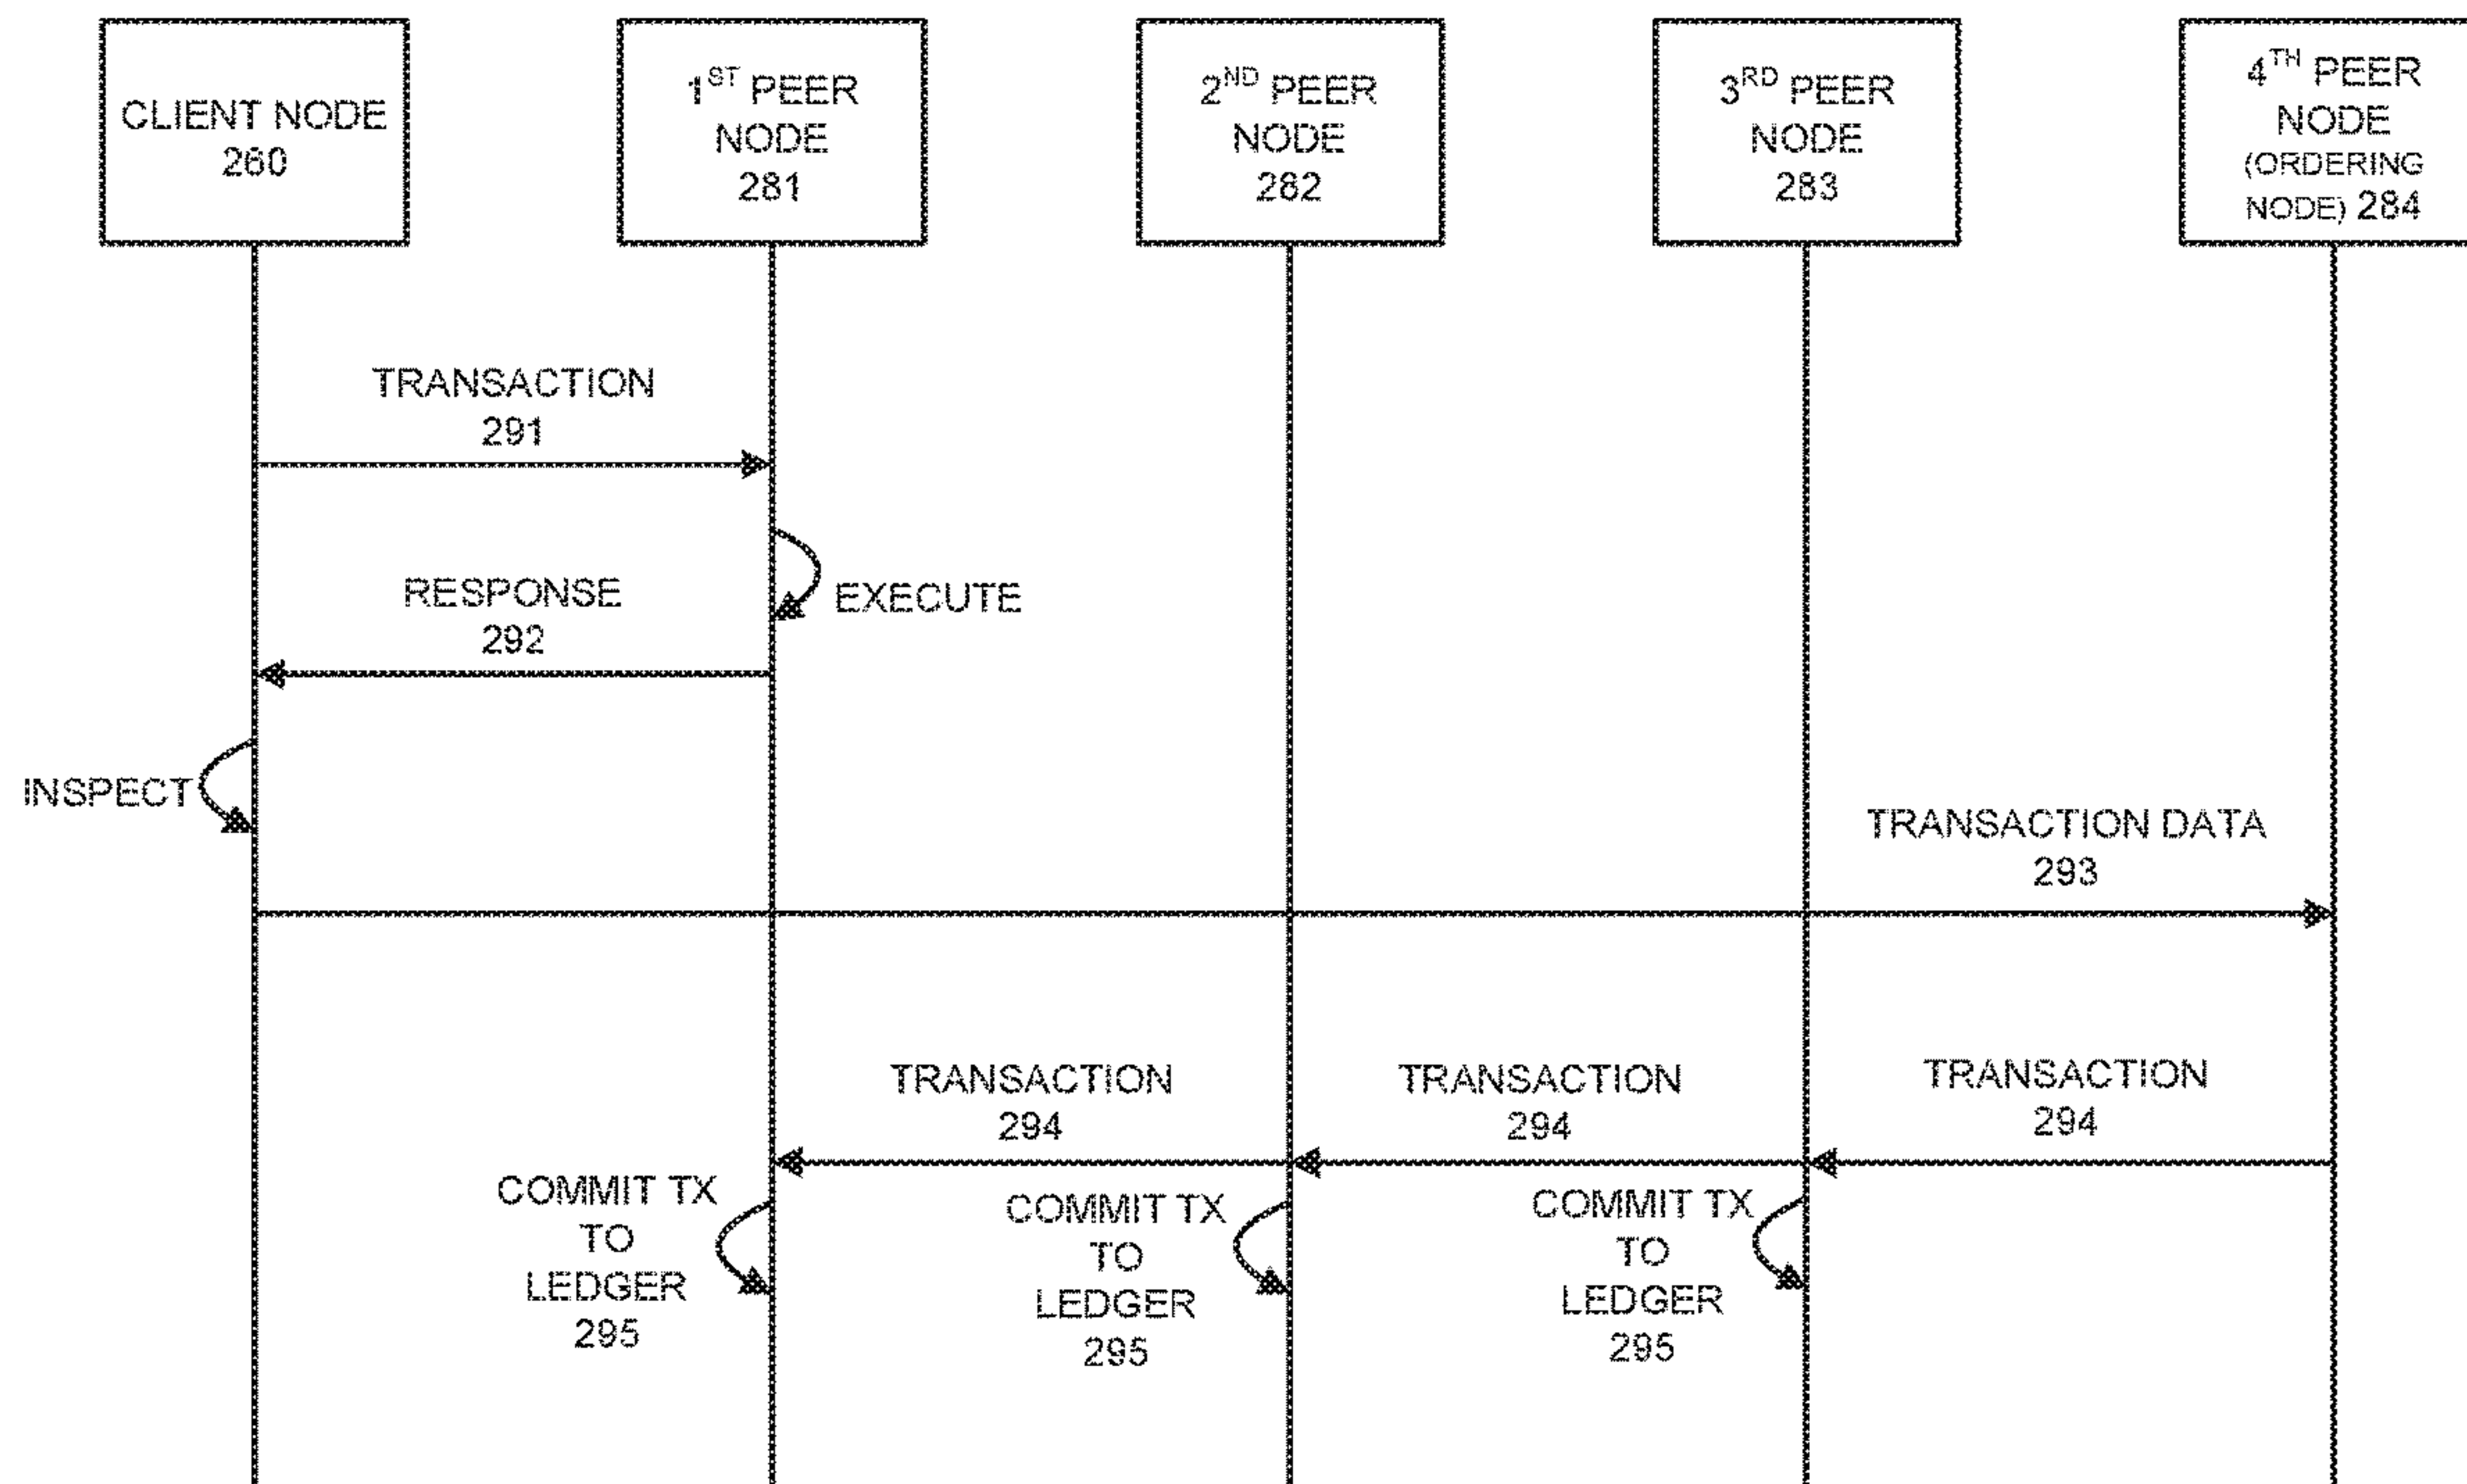 CLIENT NODE
260
1ST PEER
NODE
281
2ND PEER
NODE
282
3RD PEER
NODE
283
4TH PEER
NODE
(ORDERING
NODE) 284
TRANSACTION
291
EXECUTE
RESPONSE
292
INSPECT
TRANSACTION DATA
293
TRANSACTION
294
TRANSACTION
294
TRANSACTION
294
COMMIT TX
TO
LEDGER
295
COMMIT TX
TO
LEDGER
295
COMMIT TX
TO
LEDGER
295